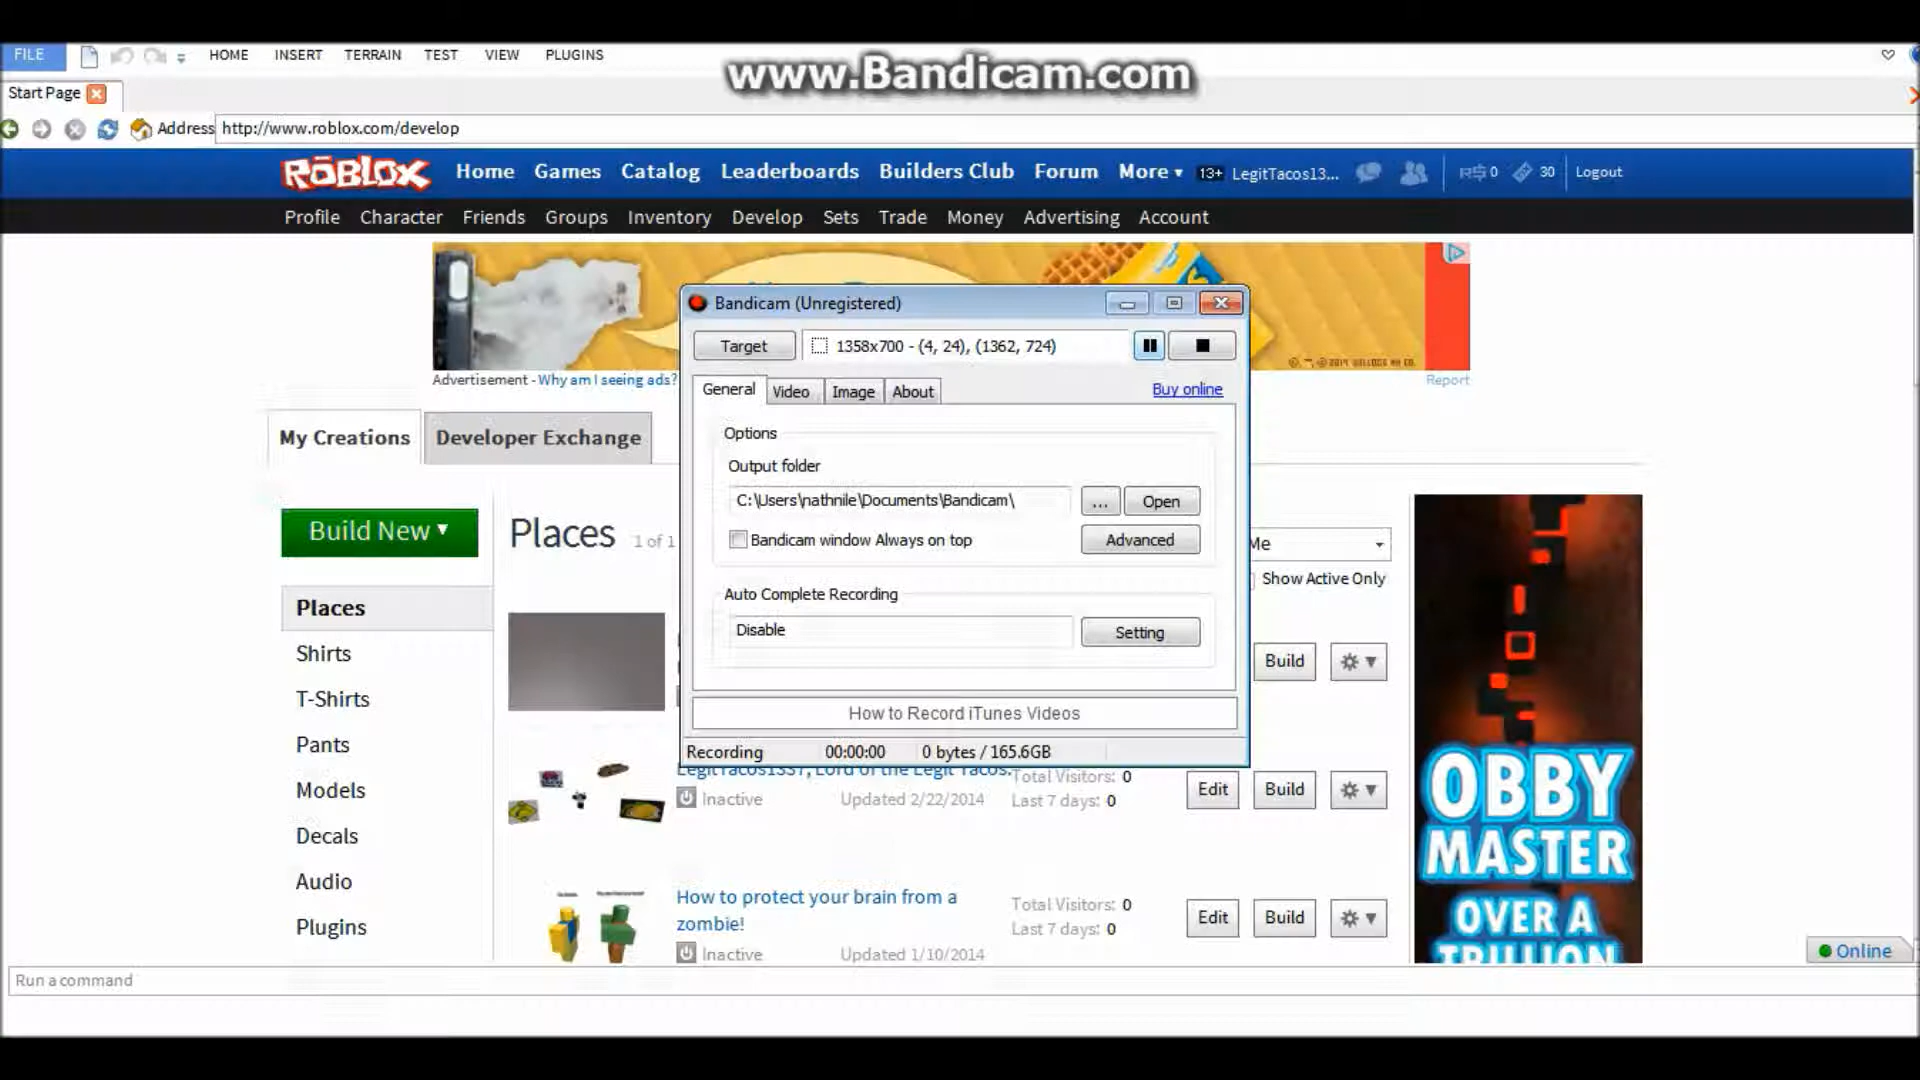 www.Bandicam.com
FILE HOME INSERT TERRAIN TEST VIEW PLUGINS
Start Page
Address http://www.roblox.com/develop
ROBLOX Home Games Catalog Leaderboards Builders Club Forum More 13+ LegitTacos13... R$ 0 30 Logout
Profile Character Friends Groups Inventory Develop Sets Trade Money Advertising Account
Advertisement - Why am I seeing ads?
Report
My Creations Developer Exchange
Build New
Places 1 of 1
Me
Show Active Only
Places
Shirts
T-Shirts
Pants
Models
Decals
Audio
Plugins
Bandicam (Unregistered)
Target 1358x700 - (4, 24), (1362, 724)
General Video Image About Buy online
Options
Output folder
C:\Users\nathnile\Documents\Bandicam\ ... Open
Bandicam window Always on top Advanced
Auto Complete Recording
Disable Setting
How to Record iTunes Videos
Recording 00:00:00 0 bytes / 165.6GB
Build
LegitTacos1337, Lord of the Legit Tacos.
Total Visitors: 0
Last 7 days: 0
Inactive Updated 2/22/2014
Edit Build
How to protect your brain from a
zombie!
Total Visitors: 0
Last 7 days: 0
Inactive Updated 1/10/2014
Edit Build
OBBY
MASTER
OVER A
TRILLION
Online
Run a command